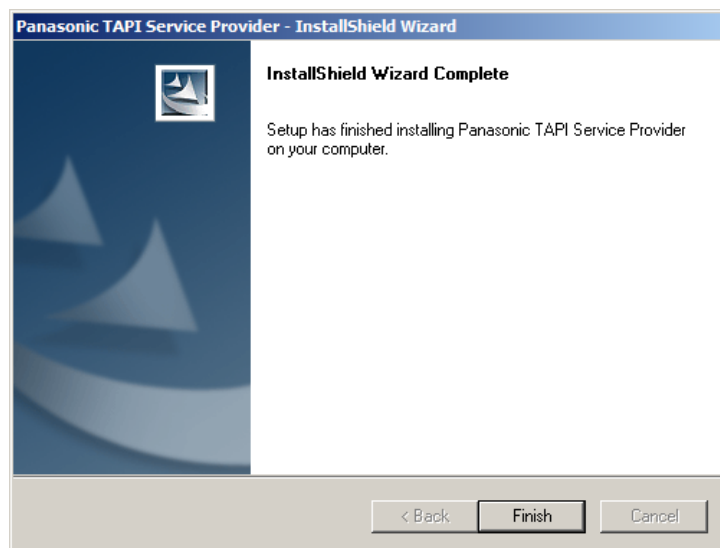 Panasonic TAPI Service Provider - InstallShield Wizard
InstallShield Wizard Complete
Setup has finished installing Panasonic TAPI Service Provider
on your computer.
< Back
Finish
Cancel